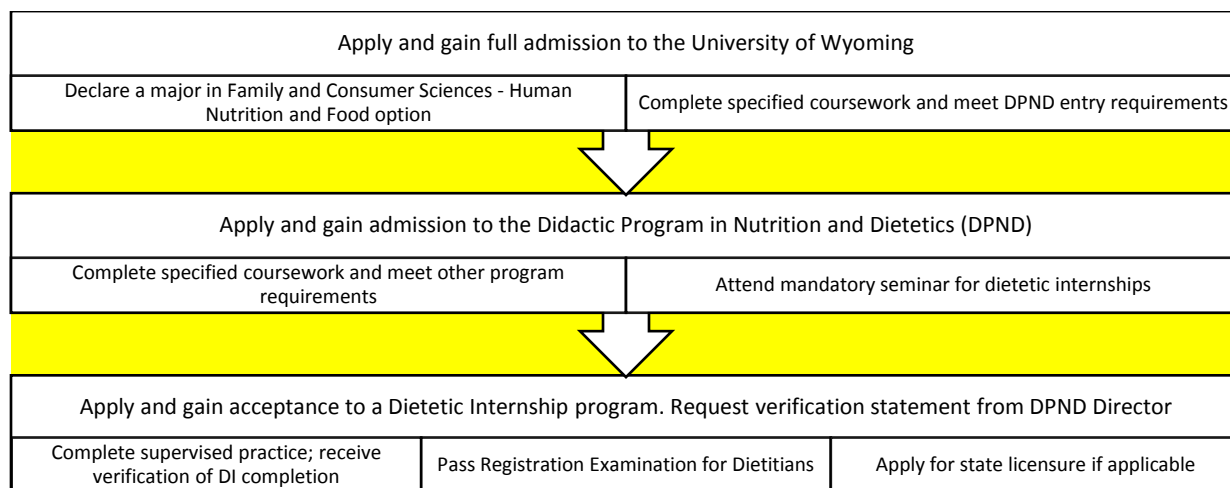 Apply and gain full admission to the University of Wyoming
Declare a major in Family and Consumer Sciences - Human
Nutrition and Food option
Complete specified coursework and meet DPND entry requirements
Apply and gain admission to the Didactic Program in Nutrition and Dietetics (DPND)
Complete specified coursework and meet other program
requirements
Attend mandatory seminar for dietetic internships
Apply and gain acceptance to a Dietetic Internship program. Request verification statement from DPND Director
Complete supervised practice; receive
verification of DI completion
Pass Registration Examination for Dietitians
Apply for state licensure if applicable